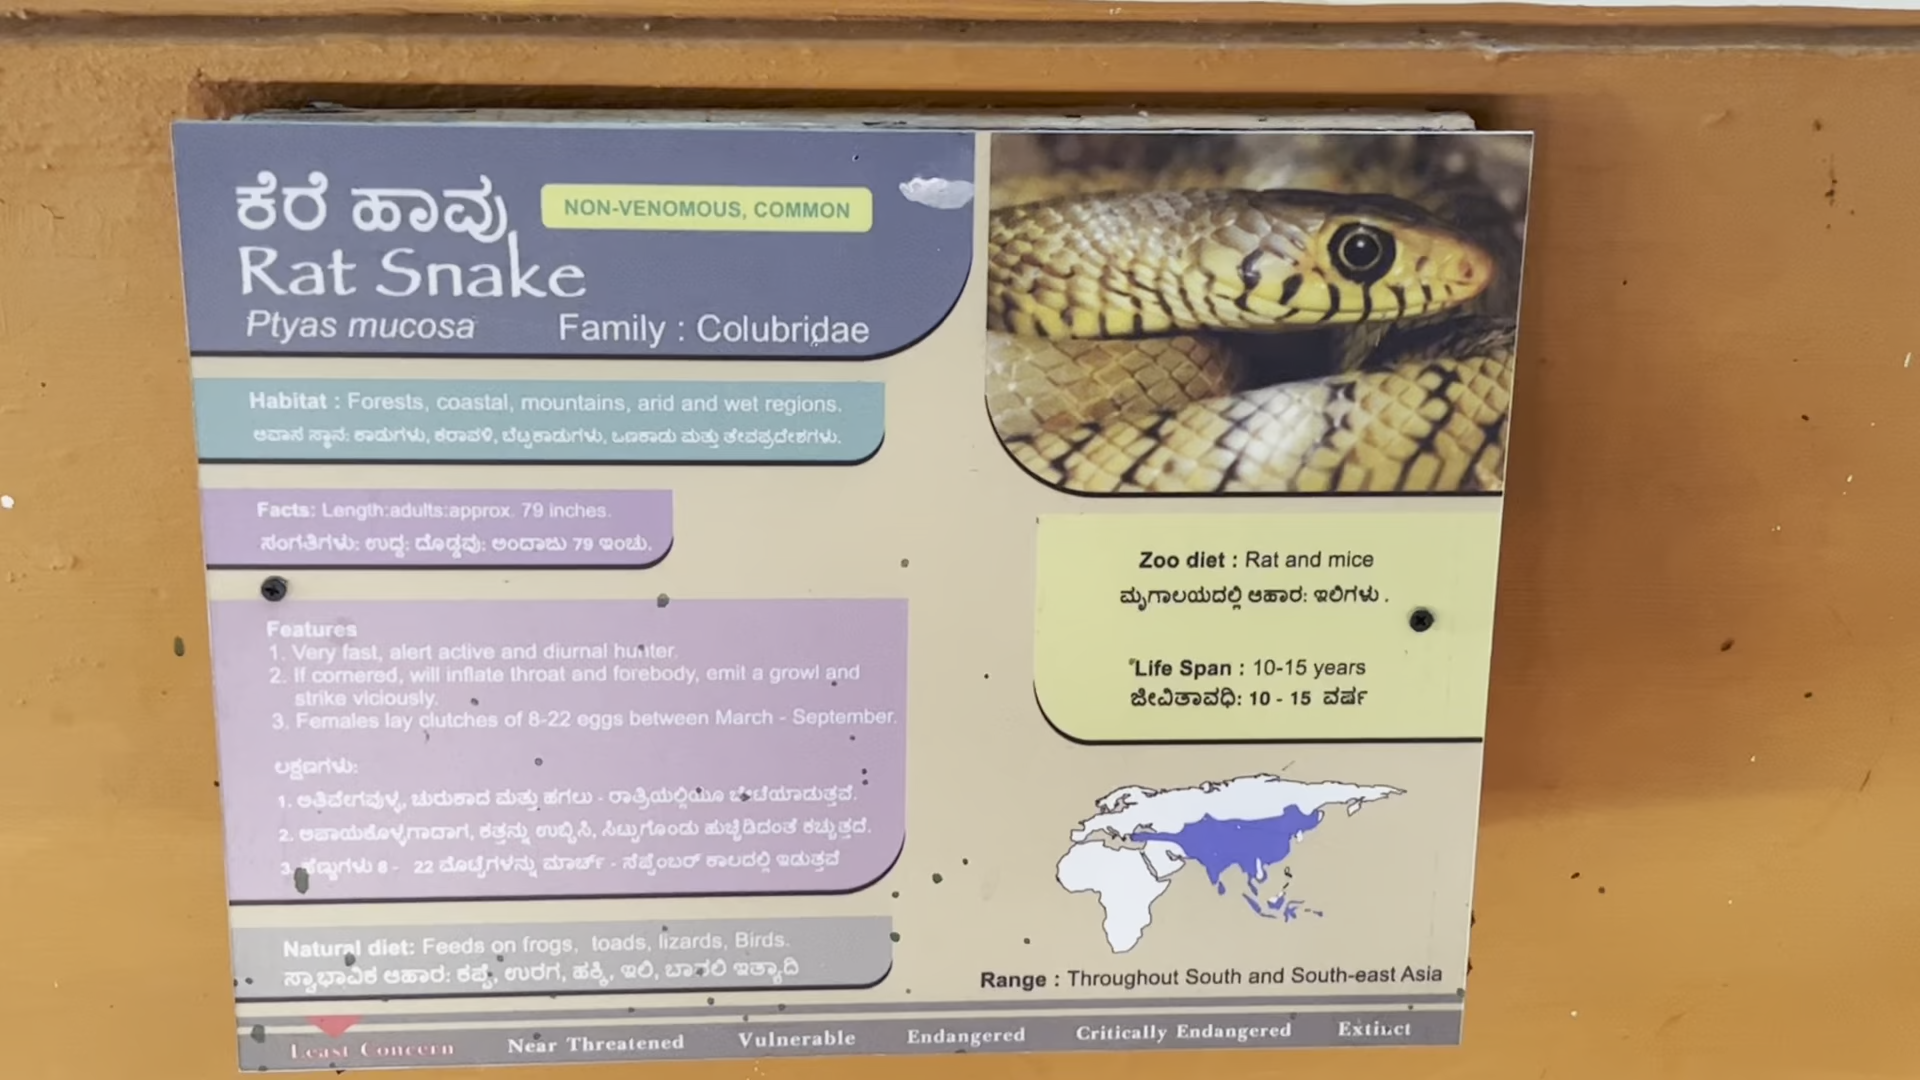 ಕೆರೆ ಹಾವು
NON-VENOMOUS, COMMON
Rat Snake
Ptyas mucosa Family : Colubridae
Habitat : Forests, coastal, mountains, arid and wet regions.
ಆವಾಸ ಸ್ಥಾನ: ಕಾಡುಗಳು, ಕರಾವಳಿ, ಬೆಟ್ಟಕಾಡುಗಳು, ಒಣಕಾಡು ಮತ್ತು ತೇವಪ್ರದೇಶಗಳು.
Facts: Length:adults:approx. 79 inches.
ಸಂಗತಿಗಳು: ಉದ್ದ: ದೊಡ್ಡವು: ಅಂದಾಜು 79 ಇಂಚು.
Features
1. Very fast, alert active and diurnal hunter.
2. If cornered, will inflate throat and forebody, emit a growl and
strike viciously.
3. Females lay clutches of 8-22 eggs between March - September.
ಲಕ್ಷಣಗಳು:
1. ಅತಿವೇಗವುಳ್ಳ, ಚುರುಕಾದ ಮತ್ತು ಹಗಲು - ರಾತ್ರಿಯಲ್ಲಿಯೂ ಬೇಟೆಯಾಡುತ್ತವೆ.
2. ಅಪಾಯಕೊಳ್ಳಗಾದಾಗ, ಕತ್ತನ್ನು ಉಬ್ಬಿಸಿ, ಸಿಟ್ಟುಗೊಂಡು ಹುಚ್ಚೆಡಿದಂತೆ ಕಚ್ಚುತ್ತದೆ.
3. ಹೆಣ್ಣುಗಳು 8 - 22 ಮೊಟ್ಟೆಗಳನ್ನು ಮಾರ್ಚ್ - ಸೆಪ್ಟೆಂಬರ್ ಕಾಲದಲ್ಲಿ ಇಡುತ್ತವೆ
Natural diet: Feeds on frogs, toads, lizards, Birds.
ಸ್ವಾಭಾವಿಕ ಆಹಾರ: ಕಪ್ಪೆ, ಉರಗ, ಹಕ್ಕಿ, ಇಲಿ, ಬಾವಲಿ ಇತ್ಯಾದಿ
Zoo diet : Rat and mice
ಮೃಗಾಲಯದಲ್ಲಿ ಆಹಾರ: ಇಲಿಗಳು .
Life Span : 10-15 years
ಜೀವಿತಾವಧಿ: 10 - 15 ವರ್ಷ
Range : Throughout South and South-east Asia
Least Concern Near Threatened Vulnerable Endangered Critically Endangered Extinct